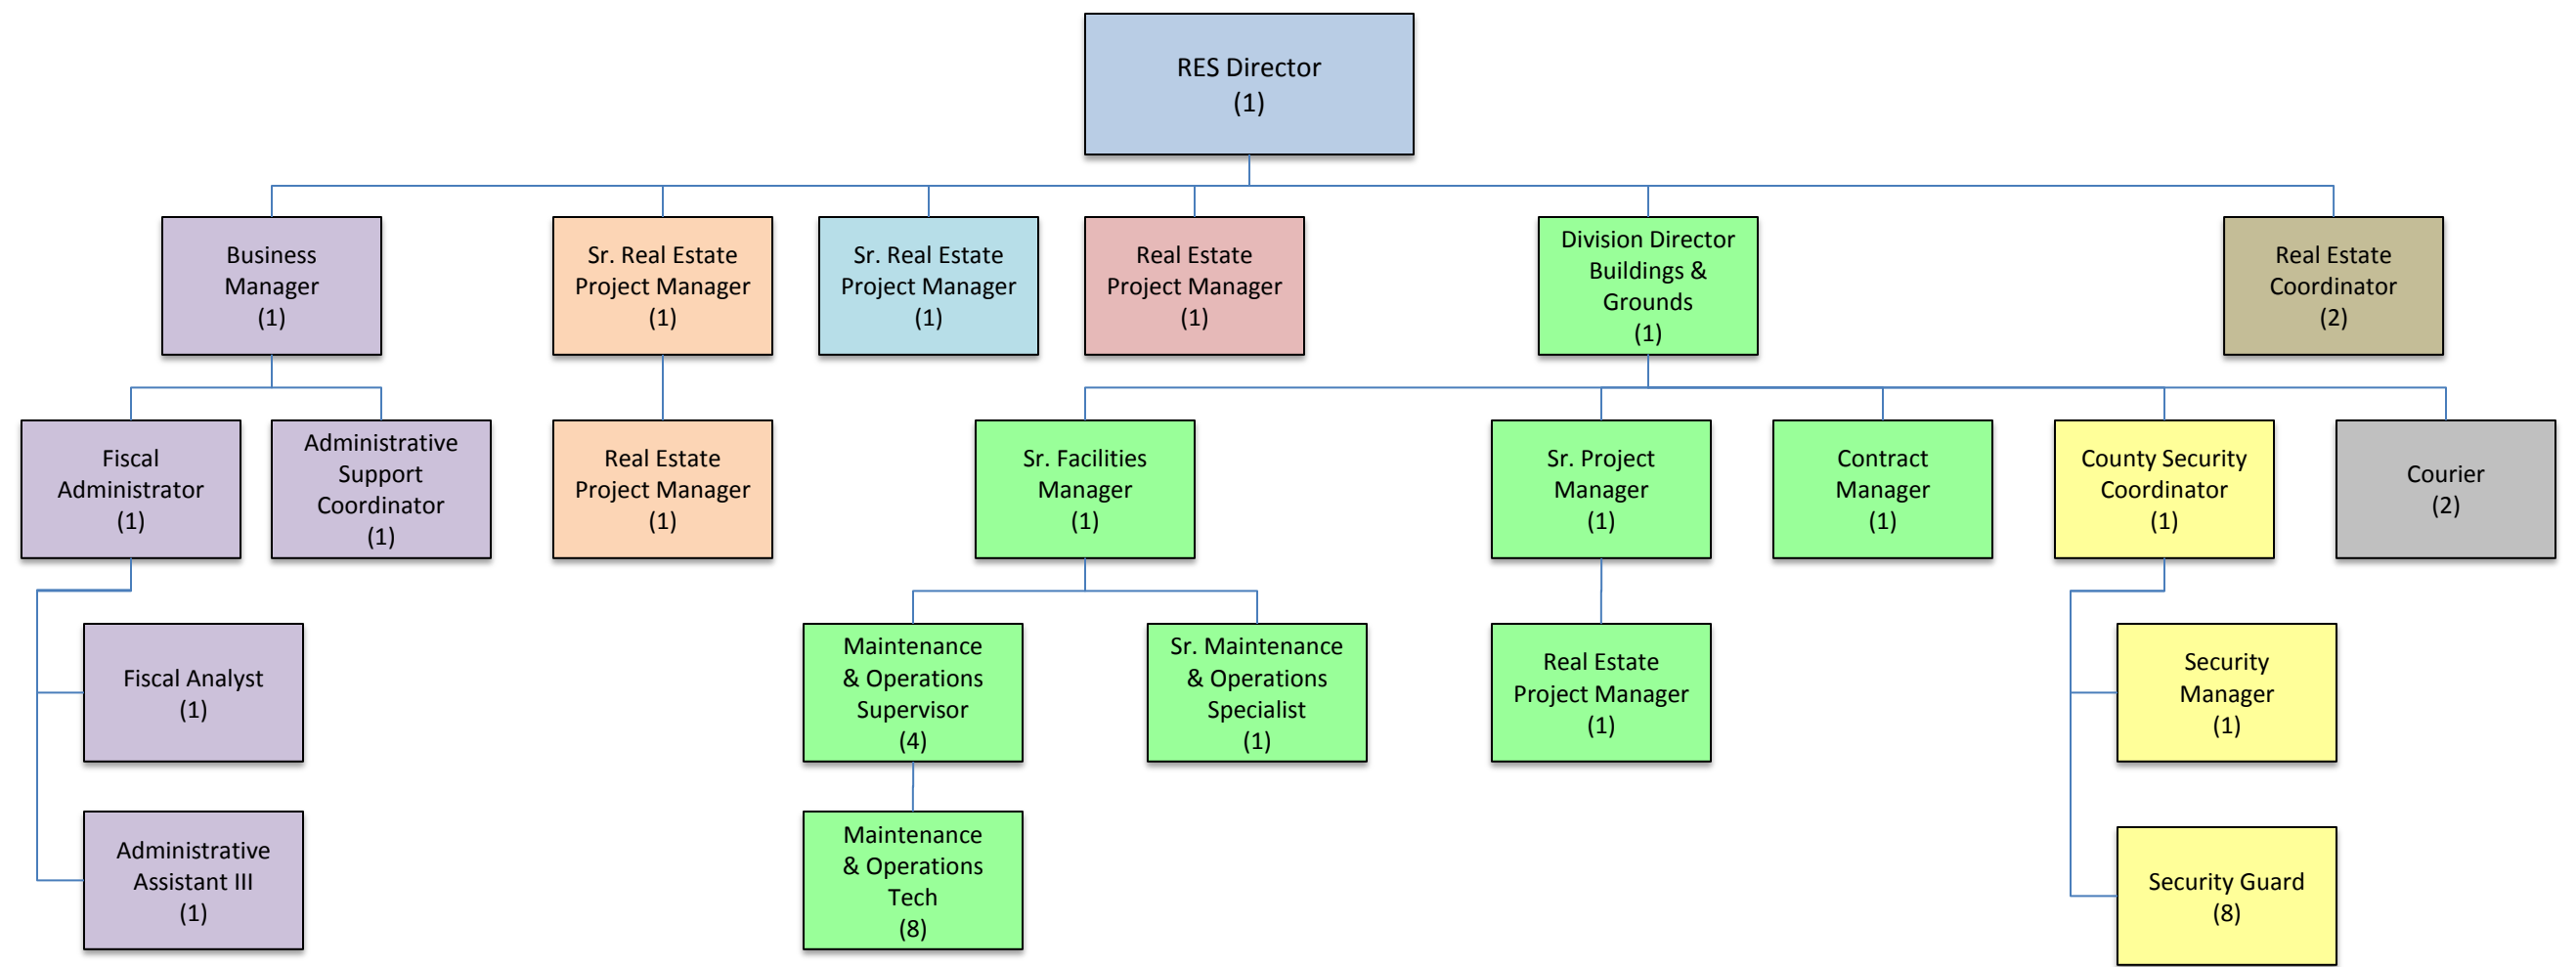 RES Director
(1)
Business
Manager
(1)
Sr. Real Estate
Project Manager
(1)
Sr. Real Estate
Project Manager
(1)
Real Estate
Project Manager
(1)
Division Director
Buildings &
Grounds
(1)
Real Estate
Coordinator
(2)
Fiscal
Administrator
(1)
Administrative
Support
Coordinator
(1)
Real Estate
Project Manager
(1)
Sr. Facilities
Manager
(1)
Sr. Project
Manager
(1)
Contract
Manager
(1)
County Security
Coordinator
(1)
Courier
(2)
Fiscal Analyst
(1)
Maintenance
& Operations
Supervisor
(4)
Sr. Maintenance
& Operations
Specialist
(1)
Real Estate
Project Manager
(1)
Security
Manager
(1)
Administrative
Assistant III
(1)
Maintenance
& Operations
Tech
(8)
Security Guard
(8)